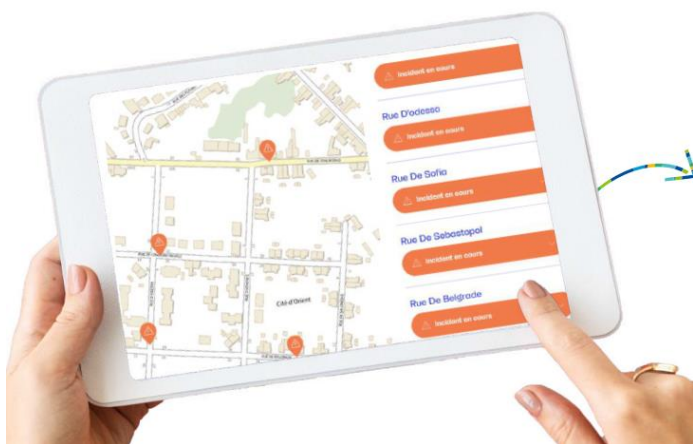 Incident en cours
Rue D'odessa
Incident en cours
Rue De Sofia
Incident en cours
Rue De Sebastopol
Incident en cours
Rue De Belgrade
Incident en cours
Cité d'Orient